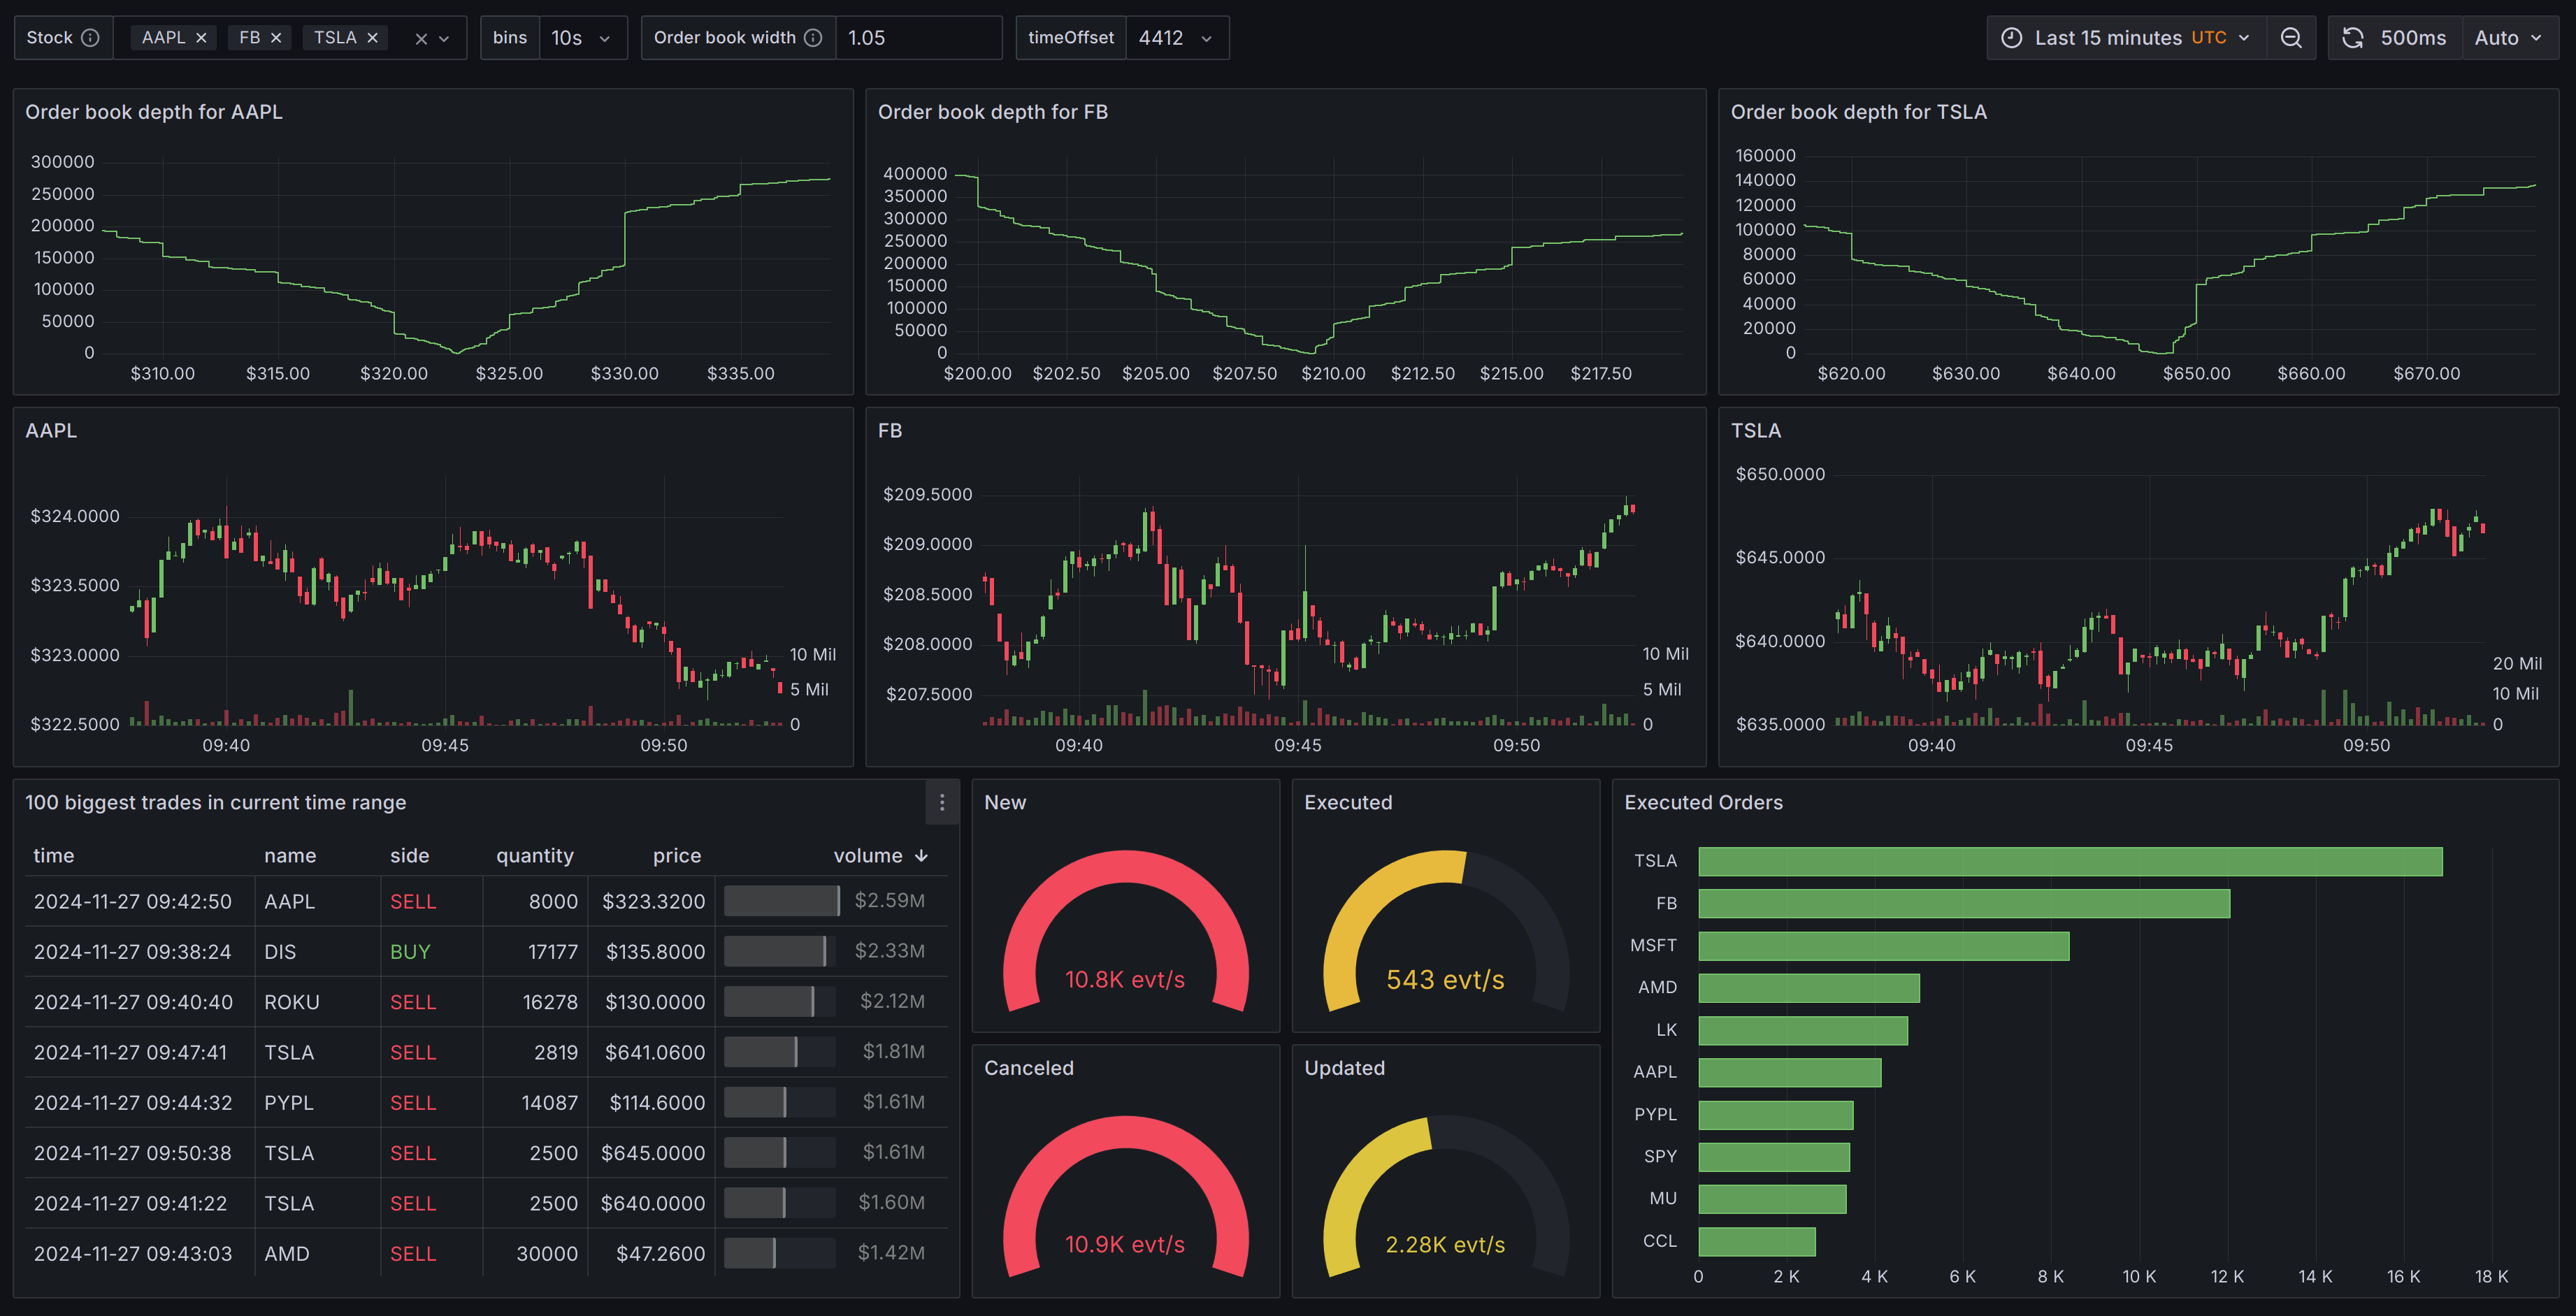 Stock AAPL FB TSLA bins 10s Order book width 1.05 timeOffset 4412 Last 15 minutes UTC 500ms Auto
Order book depth for AAPL
300000
250000
200000
150000
100000
50000
0
$310.00 $315.00 $320.00 $325.00 $330.00 $335.00
Order book depth for FB
400000
350000
300000
250000
200000
150000
100000
50000
0
$200.00 $202.50 $205.00 $207.50 $210.00 $212.50 $215.00 $217.50
Order book depth for TSLA
160000
140000
120000
100000
80000
60000
40000
20000
0
$620.00 $630.00 $640.00 $650.00 $660.00 $670.00
AAPL
$324.0000
$323.5000
$323.0000
$322.5000
10 Mil
5 Mil
0
09:40 09:45 09:50
FB
$209.5000
$209.0000
$208.5000
$208.0000
$207.5000
10 Mil
5 Mil
0
09:40 09:45 09:50
TSLA
$650.0000
$645.0000
$640.0000
$635.0000
20 Mil
10 Mil
0
09:40 09:45 09:50
100 biggest trades in current time range
time name side quantity price volume
2024-11-27 09:42:50 AAPL SELL 8000 $323.3200 $2.59M
2024-11-27 09:38:24 DIS BUY 17177 $135.8000 $2.33M
2024-11-27 09:40:40 ROKU SELL 16278 $130.0000 $2.12M
2024-11-27 09:47:41 TSLA SELL 2819 $641.0600 $1.81M
2024-11-27 09:44:32 PYPL SELL 14087 $114.6000 $1.61M
2024-11-27 09:50:38 TSLA SELL 2500 $645.0000 $1.61M
2024-11-27 09:41:22 TSLA SELL 2500 $640.0000 $1.60M
2024-11-27 09:43:03 AMD SELL 30000 $47.2600 $1.42M
New
10.8K evt/s
Executed
543 evt/s
Canceled
10.9K evt/s
Updated
2.28K evt/s
Executed Orders
TSLA
FB
MSFT
AMD
LK
AAPL
PYPL
SPY
MU
CCL
0 2 K 4 K 6 K 8 K 10 K 12 K 14 K 16 K 18 K